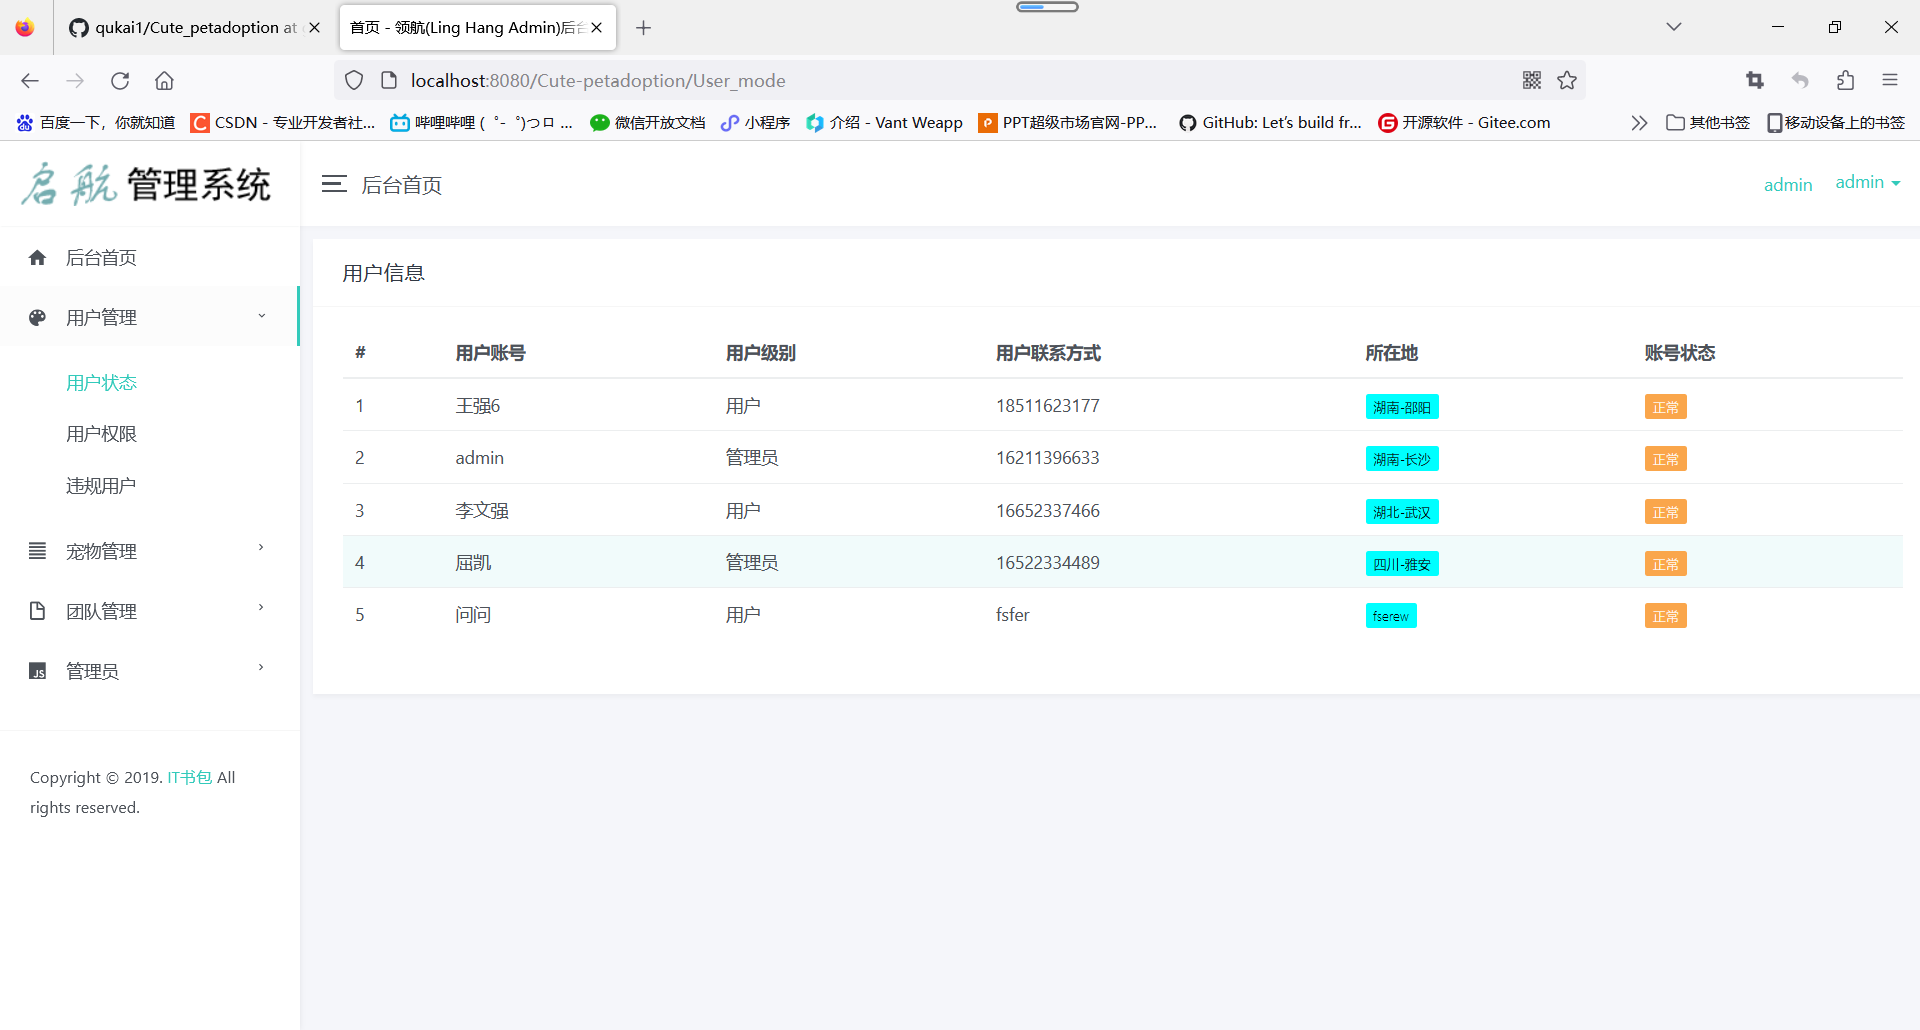 qukai1/Cute_petadoption at
首页 - 领航(Ling Hang Admin)后台
localhost:8080/Cute-petadoption/User_mode
百度一下，你就知道
CSDN - 专业开发者社...
哔哩哔哩 ( ゜- ゜)つロ ...
微信开放文档
小程序
介绍 - Vant Weapp
PPT超级市场官网-PP...
GitHub: Let's build fr...
开源软件 - Gitee.com
其他书签
移动设备上的书签
启航管理系统
后台首页
admin
admin
后台首页
用户管理
用户状态
用户权限
违规用户
宠物管理
团队管理
管理员
Copyright © 2019. IT书包 All
rights reserved.
用户信息
# 用户账号 用户级别 用户联系方式 所在地 账号状态
1 王强6 用户 18511623177 湖南-邵阳 正常
2 admin 管理员 16211396633 湖南-长沙 正常
3 李文强 用户 16652337466 湖北-武汉 正常
4 屈凯 管理员 16522334489 四川-雅安 正常
5 问问 用户 fsfer fserew 正常